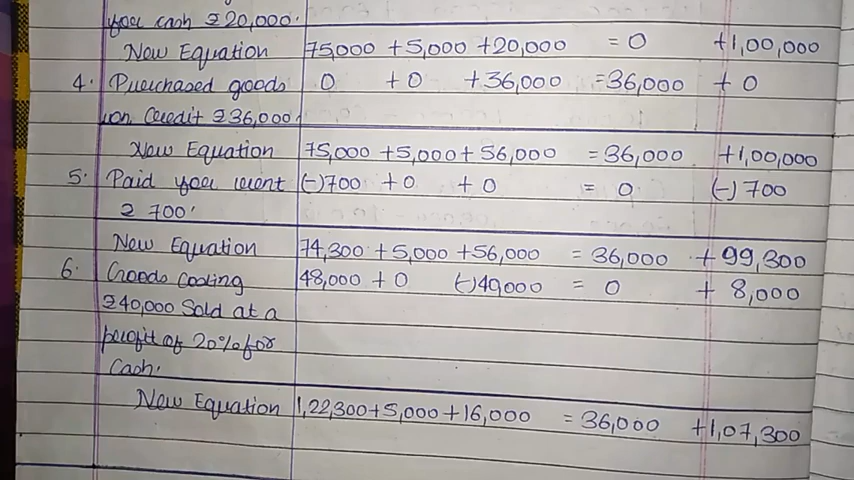 for cash ₹20,000.
New Equation 75,000 +5,000 +20,000 = 0 +1,00,000
4. Purchased goods 0 +0 +36,000 =36,000 + 0
on Credit ₹36,000
New Equation 75,000 +5,000+ 56,000 =36,000 +1,00,000
5. Paid for rent (-)700 +0 +0 = 0 (-) 700
₹ 700.
New Equation 74,300 +5,000 +56,000 = 36,000 +99,300
6. Goods Costing 48,000 +0 (-)40,000 = 0 + 8,000
₹40,000 Sold at a
profit of 20% for
Cash.
New Equation 1,22,300+5,000+16,000 =36,000 +1,07,300